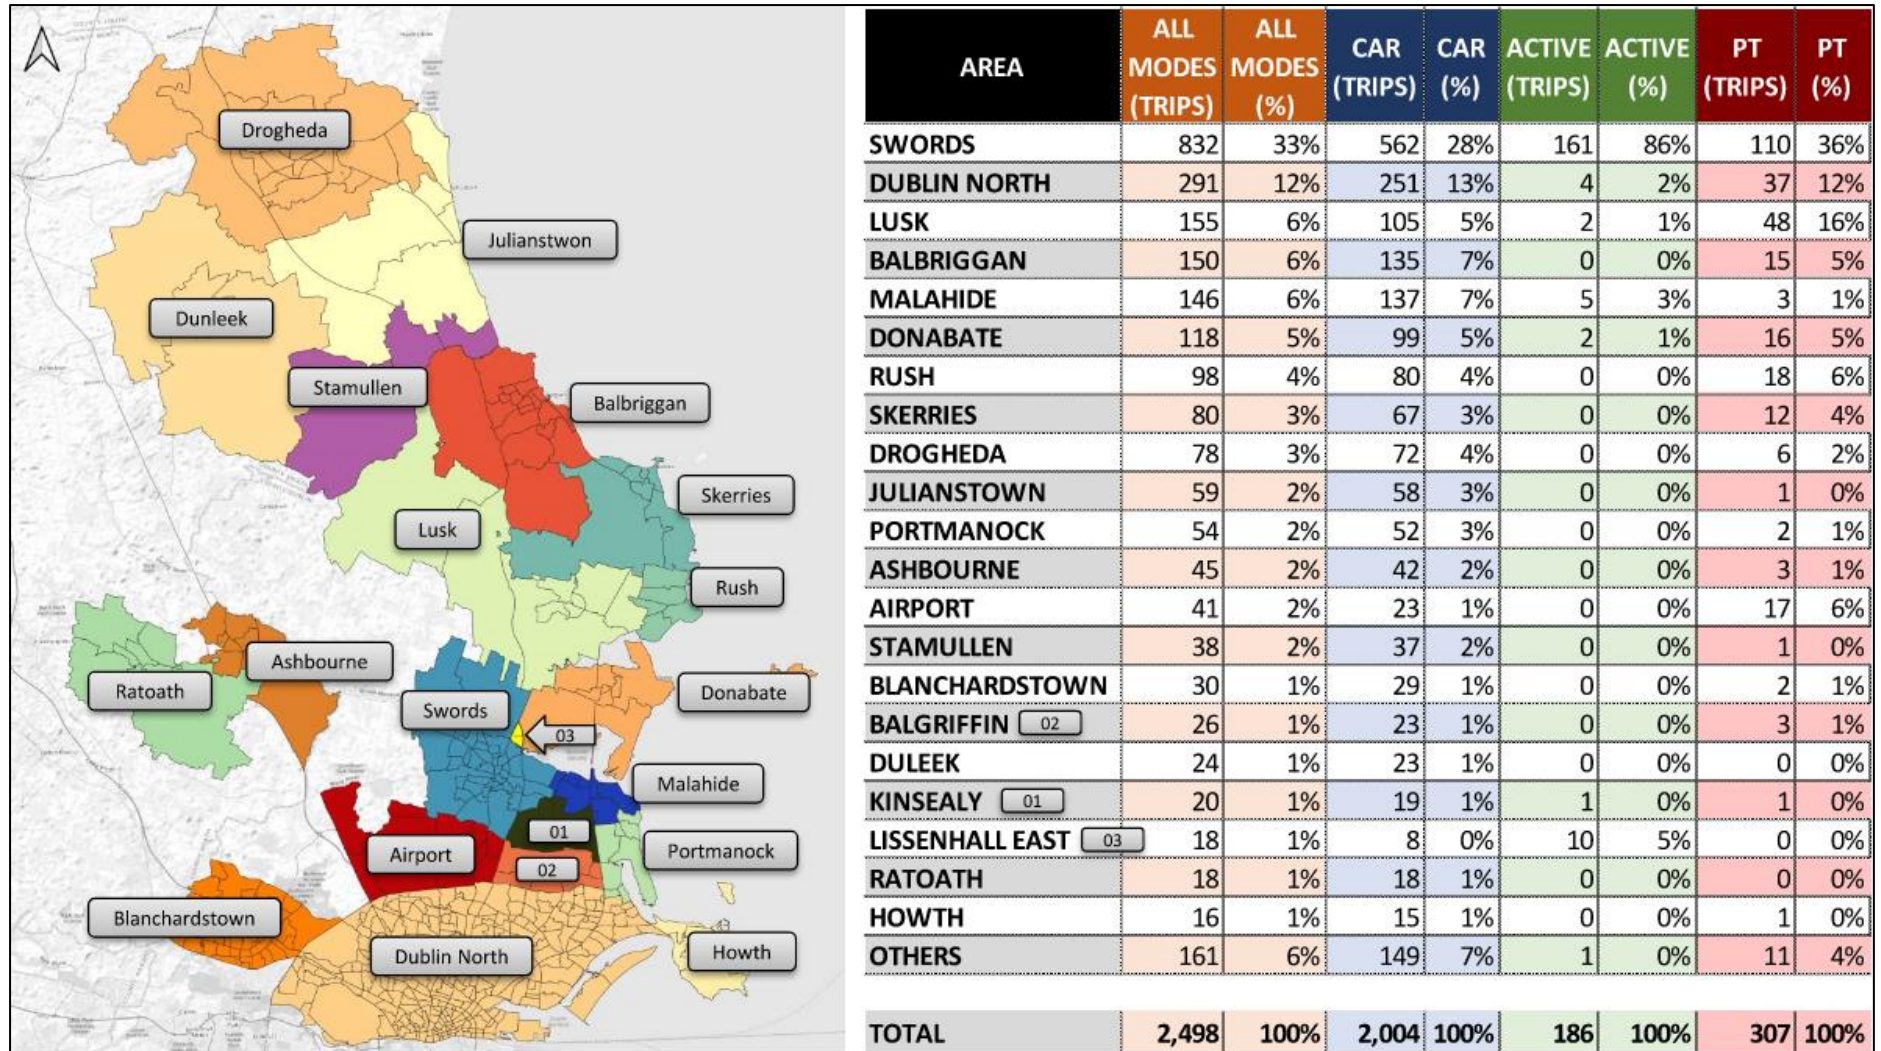 Drogheda
Julianstwon
Dunleek
Stamullen
Balbriggan
Skerries
Lusk
Rush
Ashbourne
Ratoath
Donabate
Swords
03
Malahide
01
Airport
Portmanock
02
Blanchardstown
Dublin North
Howth
AREA ALL MODES (TRIPS) ALL MODES (%) CAR (TRIPS) CAR (%) ACTIVE (TRIPS) ACTIVE (%) PT (TRIPS) PT (%)
SWORDS 832 33% 562 28% 161 86% 110 36%
DUBLIN NORTH 291 12% 251 13% 4 2% 37 12%
LUSK 155 6% 105 5% 2 1% 48 16%
BALBRIGGAN 150 6% 135 7% 0 0% 15 5%
MALAHIDE 146 6% 137 7% 5 3% 3 1%
DONABATE 118 5% 99 5% 2 1% 16 5%
RUSH 98 4% 80 4% 0 0% 18 6%
SKERRIES 80 3% 67 3% 0 0% 12 4%
DROGHEDA 78 3% 72 4% 0 0% 6 2%
JULIANSTOWN 59 2% 58 3% 0 0% 1 0%
PORTMANOCK 54 2% 52 3% 0 0% 2 1%
ASHBOURNE 45 2% 42 2% 0 0% 3 1%
AIRPORT 41 2% 23 1% 0 0% 17 6%
STAMULLEN 38 2% 37 2% 0 0% 1 0%
BLANCHARDSTOWN 30 1% 29 1% 0 0% 2 1%
BALGRIFFIN 02 26 1% 23 1% 0 0% 3 1%
DULEEK 24 1% 23 1% 0 0% 0 0%
KINSEALY 01 20 1% 19 1% 1 0% 1 0%
LISSENHALL EAST 03 18 1% 8 0% 10 5% 0 0%
RATOATH 18 1% 18 1% 0 0% 0 0%
HOWTH 16 1% 15 1% 0 0% 1 0%
OTHERS 161 6% 149 7% 1 0% 11 4%
TOTAL 2,498 100% 2,004 100% 186 100% 307 100%